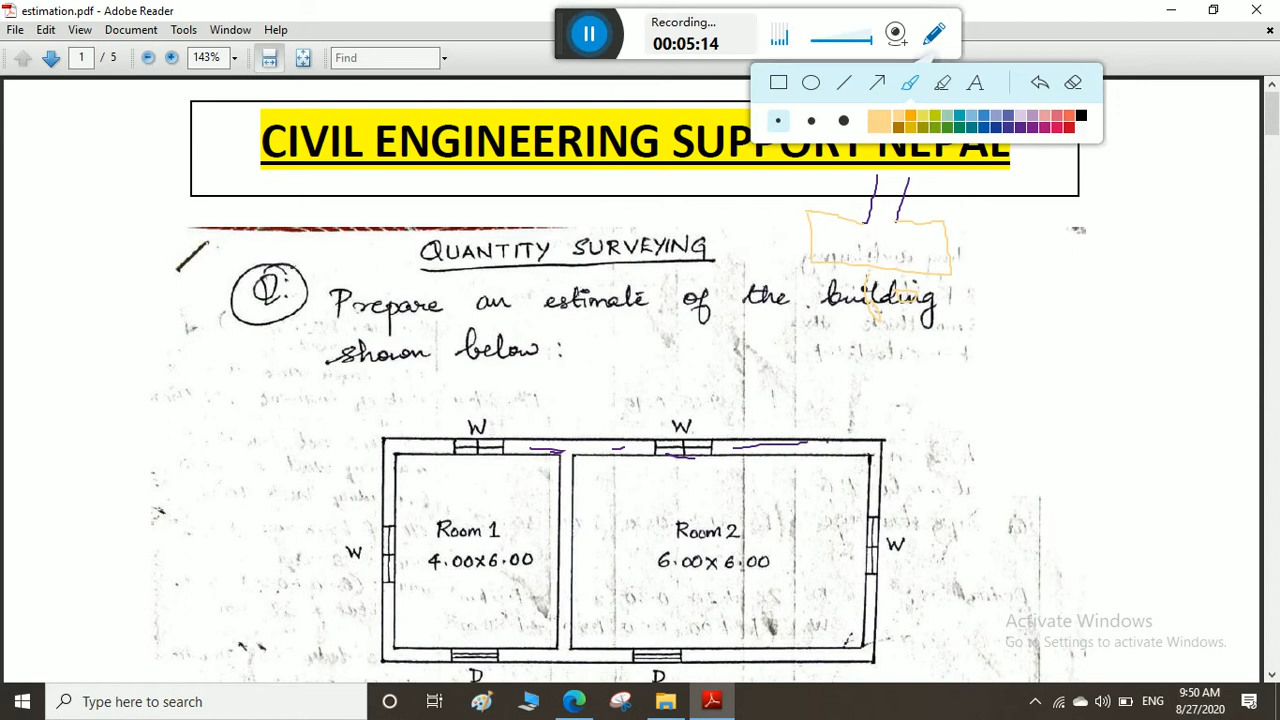 estimation.pdf - Adobe Reader
File Edit View Document Tools Window Help
1 / 5 143% Find
Recording...
00:05:14
A
CIVIL ENGINEERING SUPPORT NEPAL
QUANTITY SURVEYING
Q: Prepare an estimate of the building
shown below:
W W
Room 1 Room 2
W W
4.00x6.00 6.00x6.00
D D
Activate Windows
Go to Settings to activate Windows.
Type here to search
ENG
9:50 AM
8/27/2020